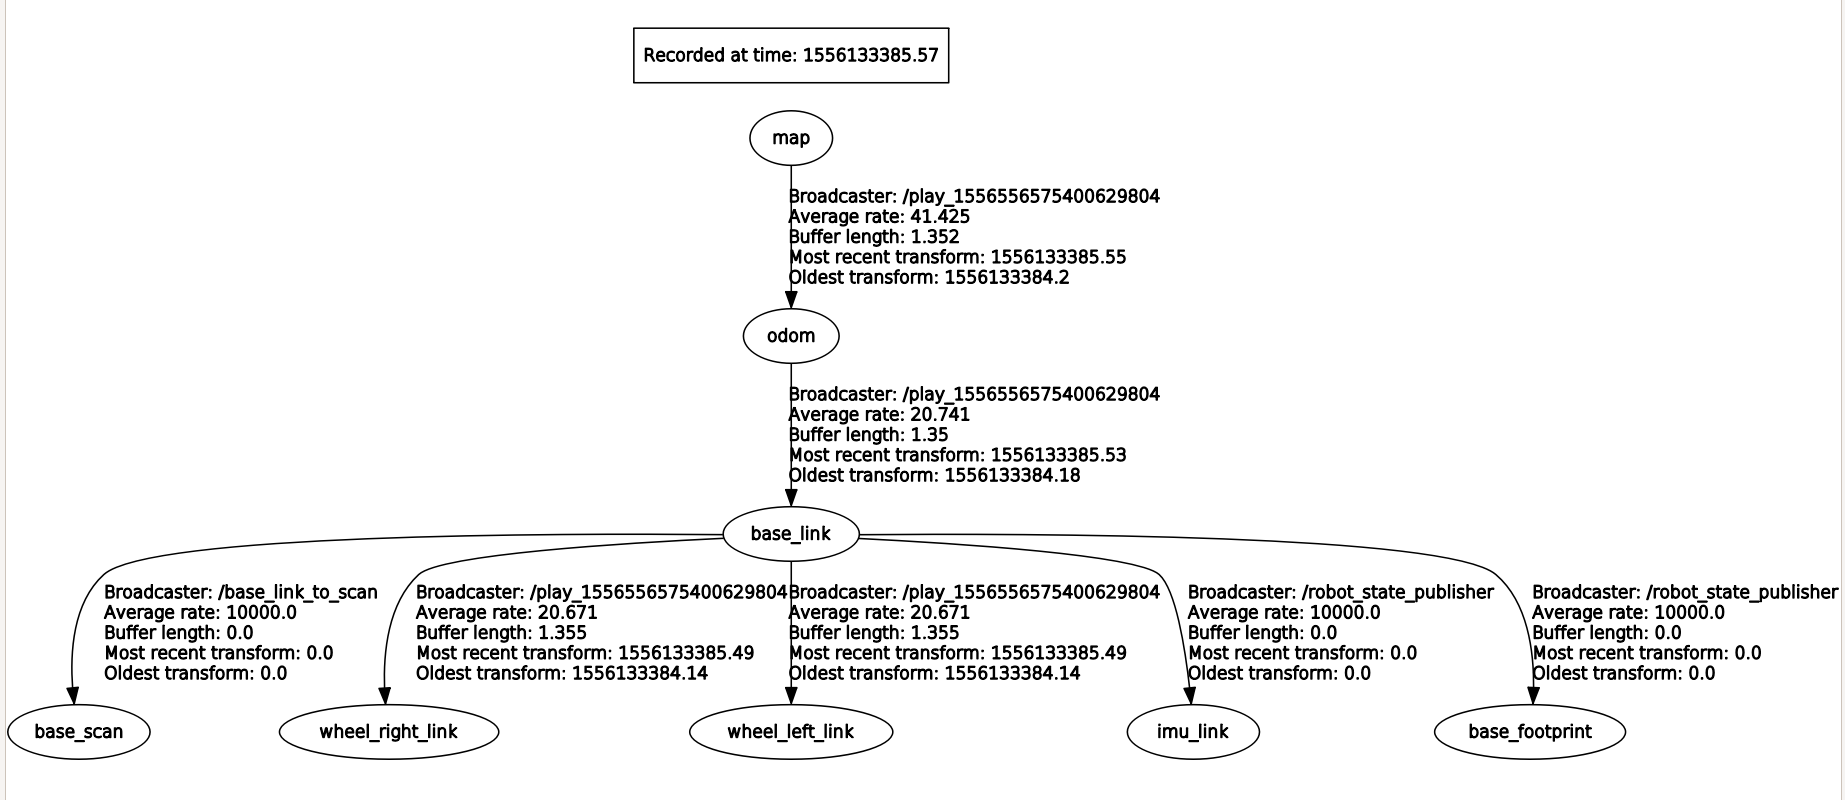 Recorded at time: 1556133385.57
map
Broadcaster: /play_1556556575400629804
Average rate: 41.425
Buffer length: 1.352
Most recent transform: 1556133385.55
Oldest transform: 1556133384.2
odom
Broadcaster: /play_1556556575400629804
Average rate: 20.741
Buffer length: 1.35
Most recent transform: 1556133385.53
Oldest transform: 1556133384.18
base_link
Broadcaster: /base_link_to_scan
Average rate: 10000.0
Buffer length: 0.0
Most recent transform: 0.0
Oldest transform: 0.0
Broadcaster: /play_1556556575400629804
Average rate: 20.671
Buffer length: 1.355
Most recent transform: 1556133385.49
Oldest transform: 1556133384.14
Broadcaster: /play_1556556575400629804
Average rate: 20.671
Buffer length: 1.355
Most recent transform: 1556133385.49
Oldest transform: 1556133384.14
Broadcaster: /robot_state_publisher
Average rate: 10000.0
Buffer length: 0.0
Most recent transform: 0.0
Oldest transform: 0.0
Broadcaster: /robot_state_publisher
Average rate: 10000.0
Buffer length: 0.0
Most recent transform: 0.0
Oldest transform: 0.0
base_scan
wheel_right_link
wheel_left_link
imu_link
base_footprint